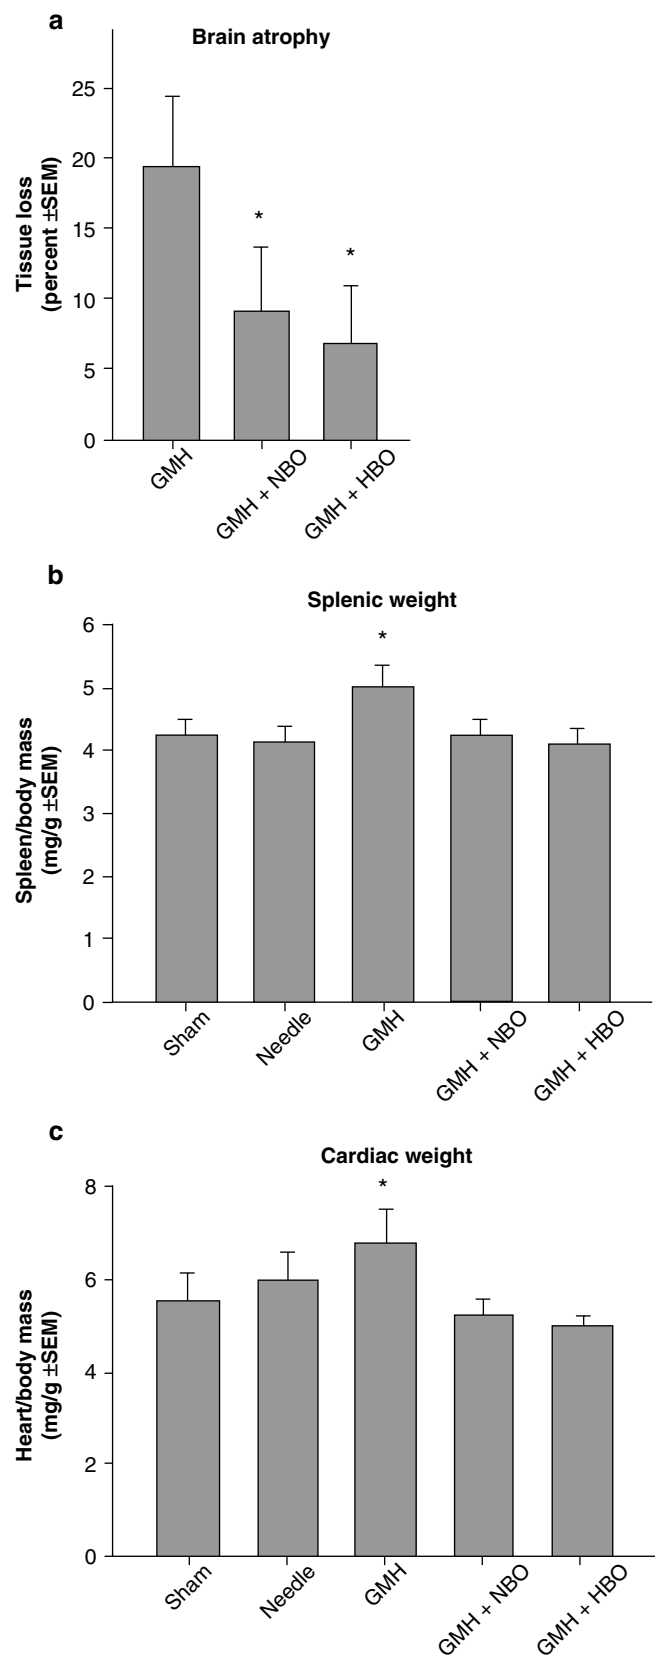 a
Brain atrophy
Tissue loss
(percent ±SEM)
25
20
15
10
5
0
*
*
GMH
GMH + NBO
GMH + HBO
b
Splenic weight
Spleen/body mass
(mg/g ±SEM)
6
5
4
3
2
1
0
*
Sham
Needle
GMH
GMH + NBO
GMH + HBO
c
Cardiac weight
Heart/body mass
(mg/g ±SEM)
8
6
4
2
0
*
Sham
Needle
GMH
GMH + NBO
GMH + HBO